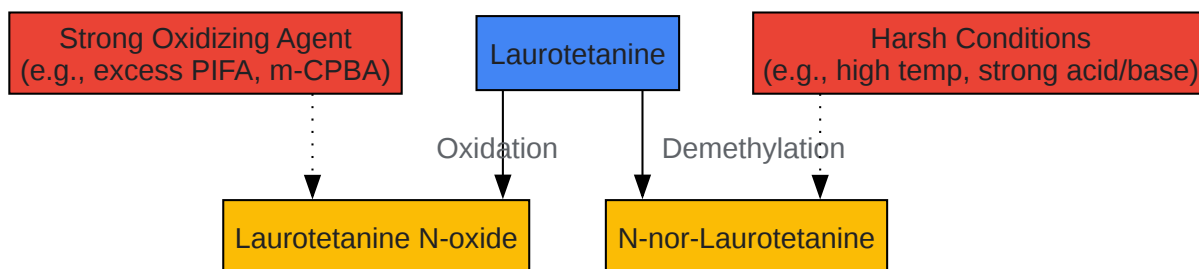 Strong Oxidizing Agent
(e.g., excess PIFA, m-CPBA)
Laurotetanine
Harsh Conditions
(e.g., high temp, strong acid/base)
Oxidation
Demethylation
Laurotetanine N-oxide
N-nor-Laurotetanine